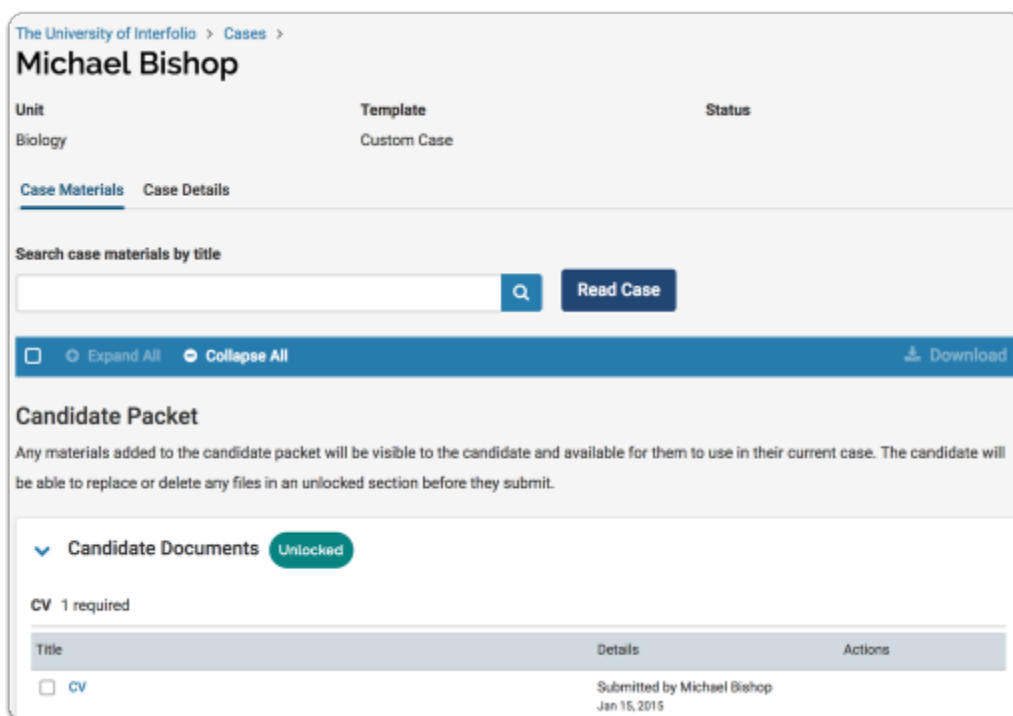 The University of Interfolio > Cases >
Michael Bishop
Unit Template Status
Biology Custom Case
Case Materials Case Details
Search case materials by title
Read Case
Expand All Collapse All Download
Candidate Packet
Any materials added to the candidate packet will be visible to the candidate and available for them to use in their current case. The candidate will
be able to replace or delete any files in an unlocked section before they submit.
Candidate Documents Unlocked
CV 1 required
Title Details Actions
CV Submitted by Michael Bishop
Jan 15, 2015